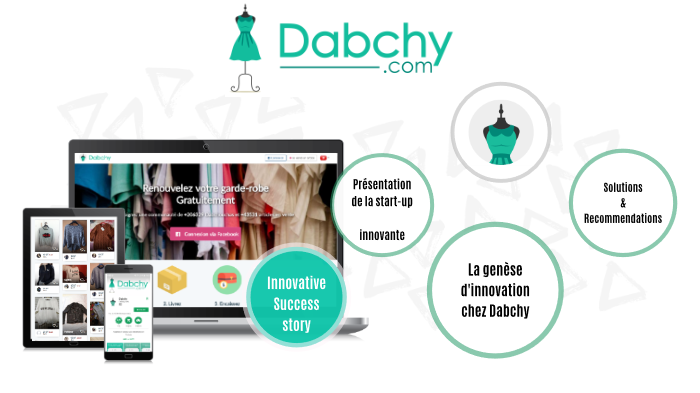 Dabchy
.com
Dabchy
Renouvelez votre garde-robe
Gratuitement
Connexion via Facebook
Dabchy
Innovative
Success
story
Présentation
de la start-up
innovante
La genèse
d'innovation
chez Dabchy
Solutions
&
Recommendations